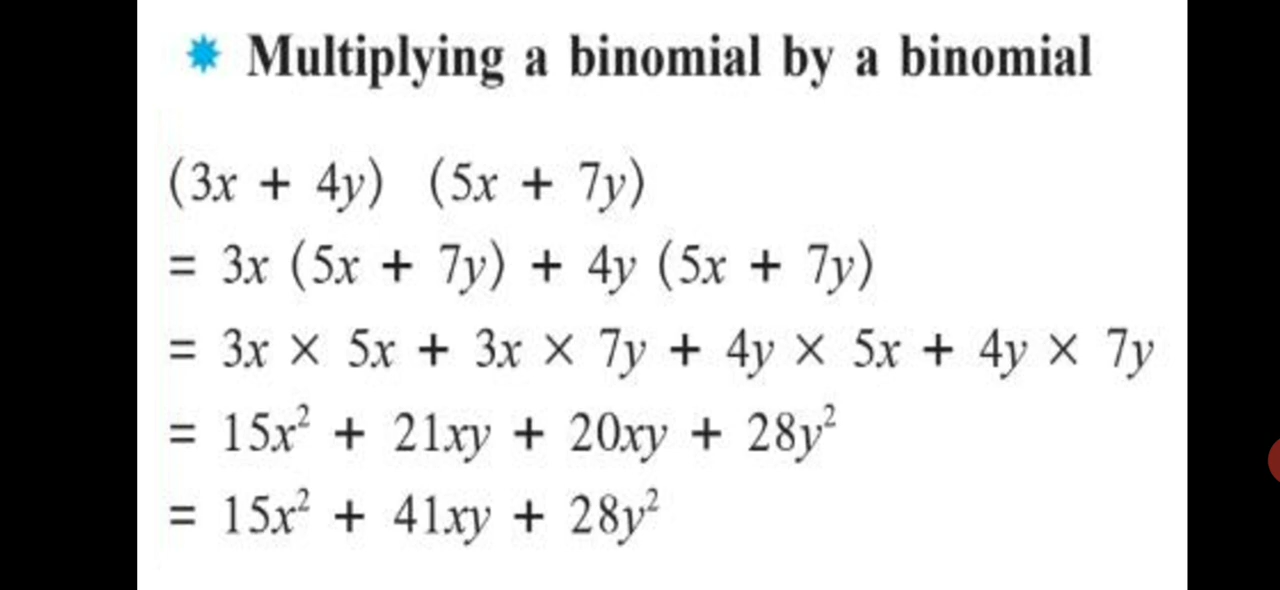 Multiplying a binomial by a binomial
(3x + 4y) (5x + 7y)
= 3x (5x + 7y) + 4y (5x + 7y)
= 3x × 5x + 3x × 7y + 4y × 5x + 4y × 7y
= 15x² + 21xy + 20xy + 28y²
= 15x² + 41xy + 28y²